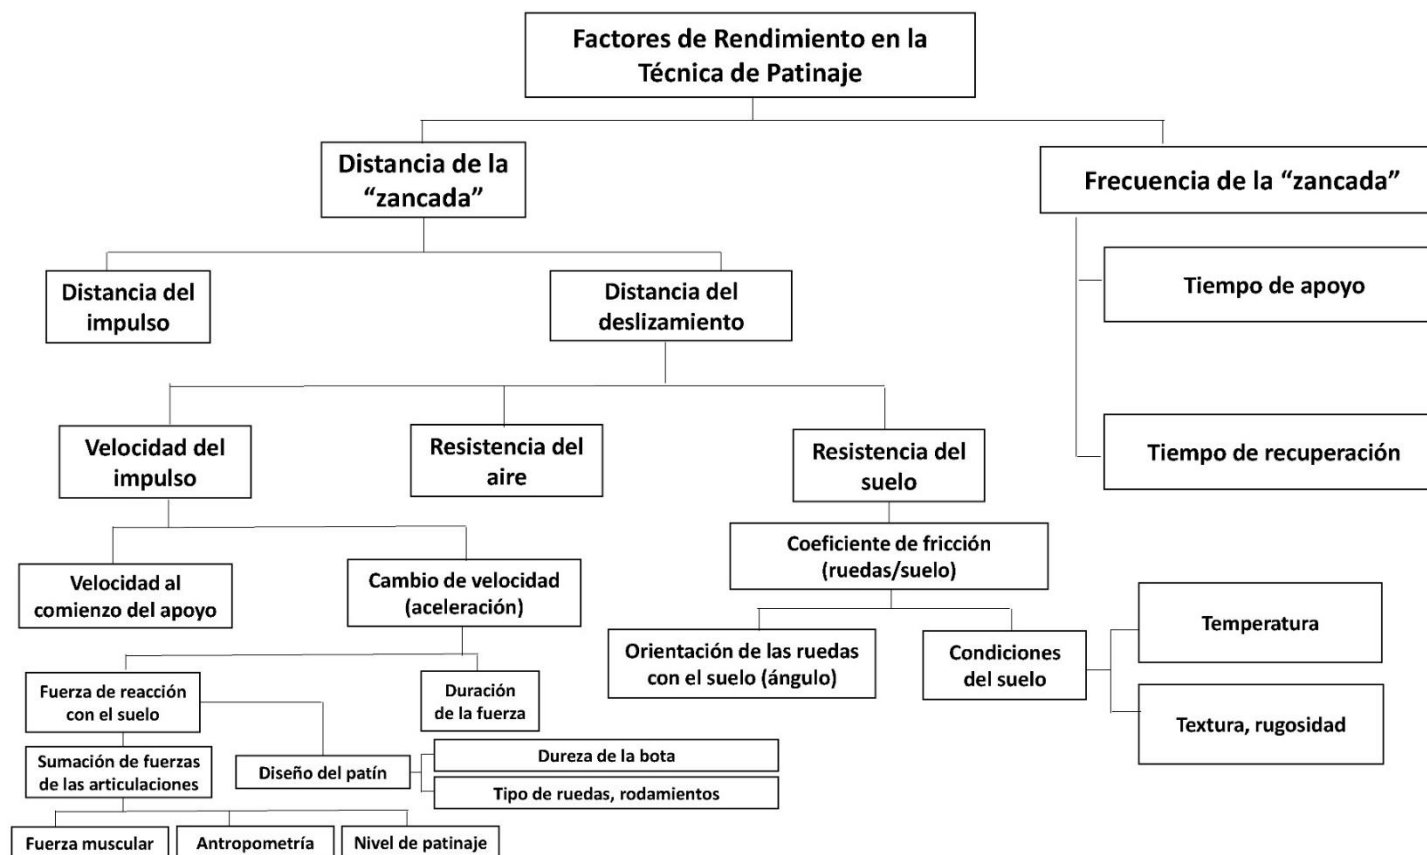 Factores de Rendimiento en la
Técnica de Patinaje
Distancia de la
“zancada”
Frecuencia de la “zancada”
Distancia del
impulso
Distancia del
deslizamiento
Tiempo de apoyo
Tiempo de recuperación
Velocidad del
impulso
Resistencia del
aire
Resistencia del
suelo
Velocidad al
comienzo del apoyo
Cambio de velocidad
(aceleración)
Coeficiente de fricción
(ruedas/suelo)
Orientación de las ruedas
con el suelo (ángulo)
Condiciones
del suelo
Temperatura
Textura, rugosidad
Fuerza de reacción
con el suelo
Duración
de la fuerza
Sumación de fuerzas
de las articulaciones
Diseño del patín
Dureza de la bota
Tipo de ruedas, rodamientos
Fuerza muscular
Antropometría
Nivel de patinaje